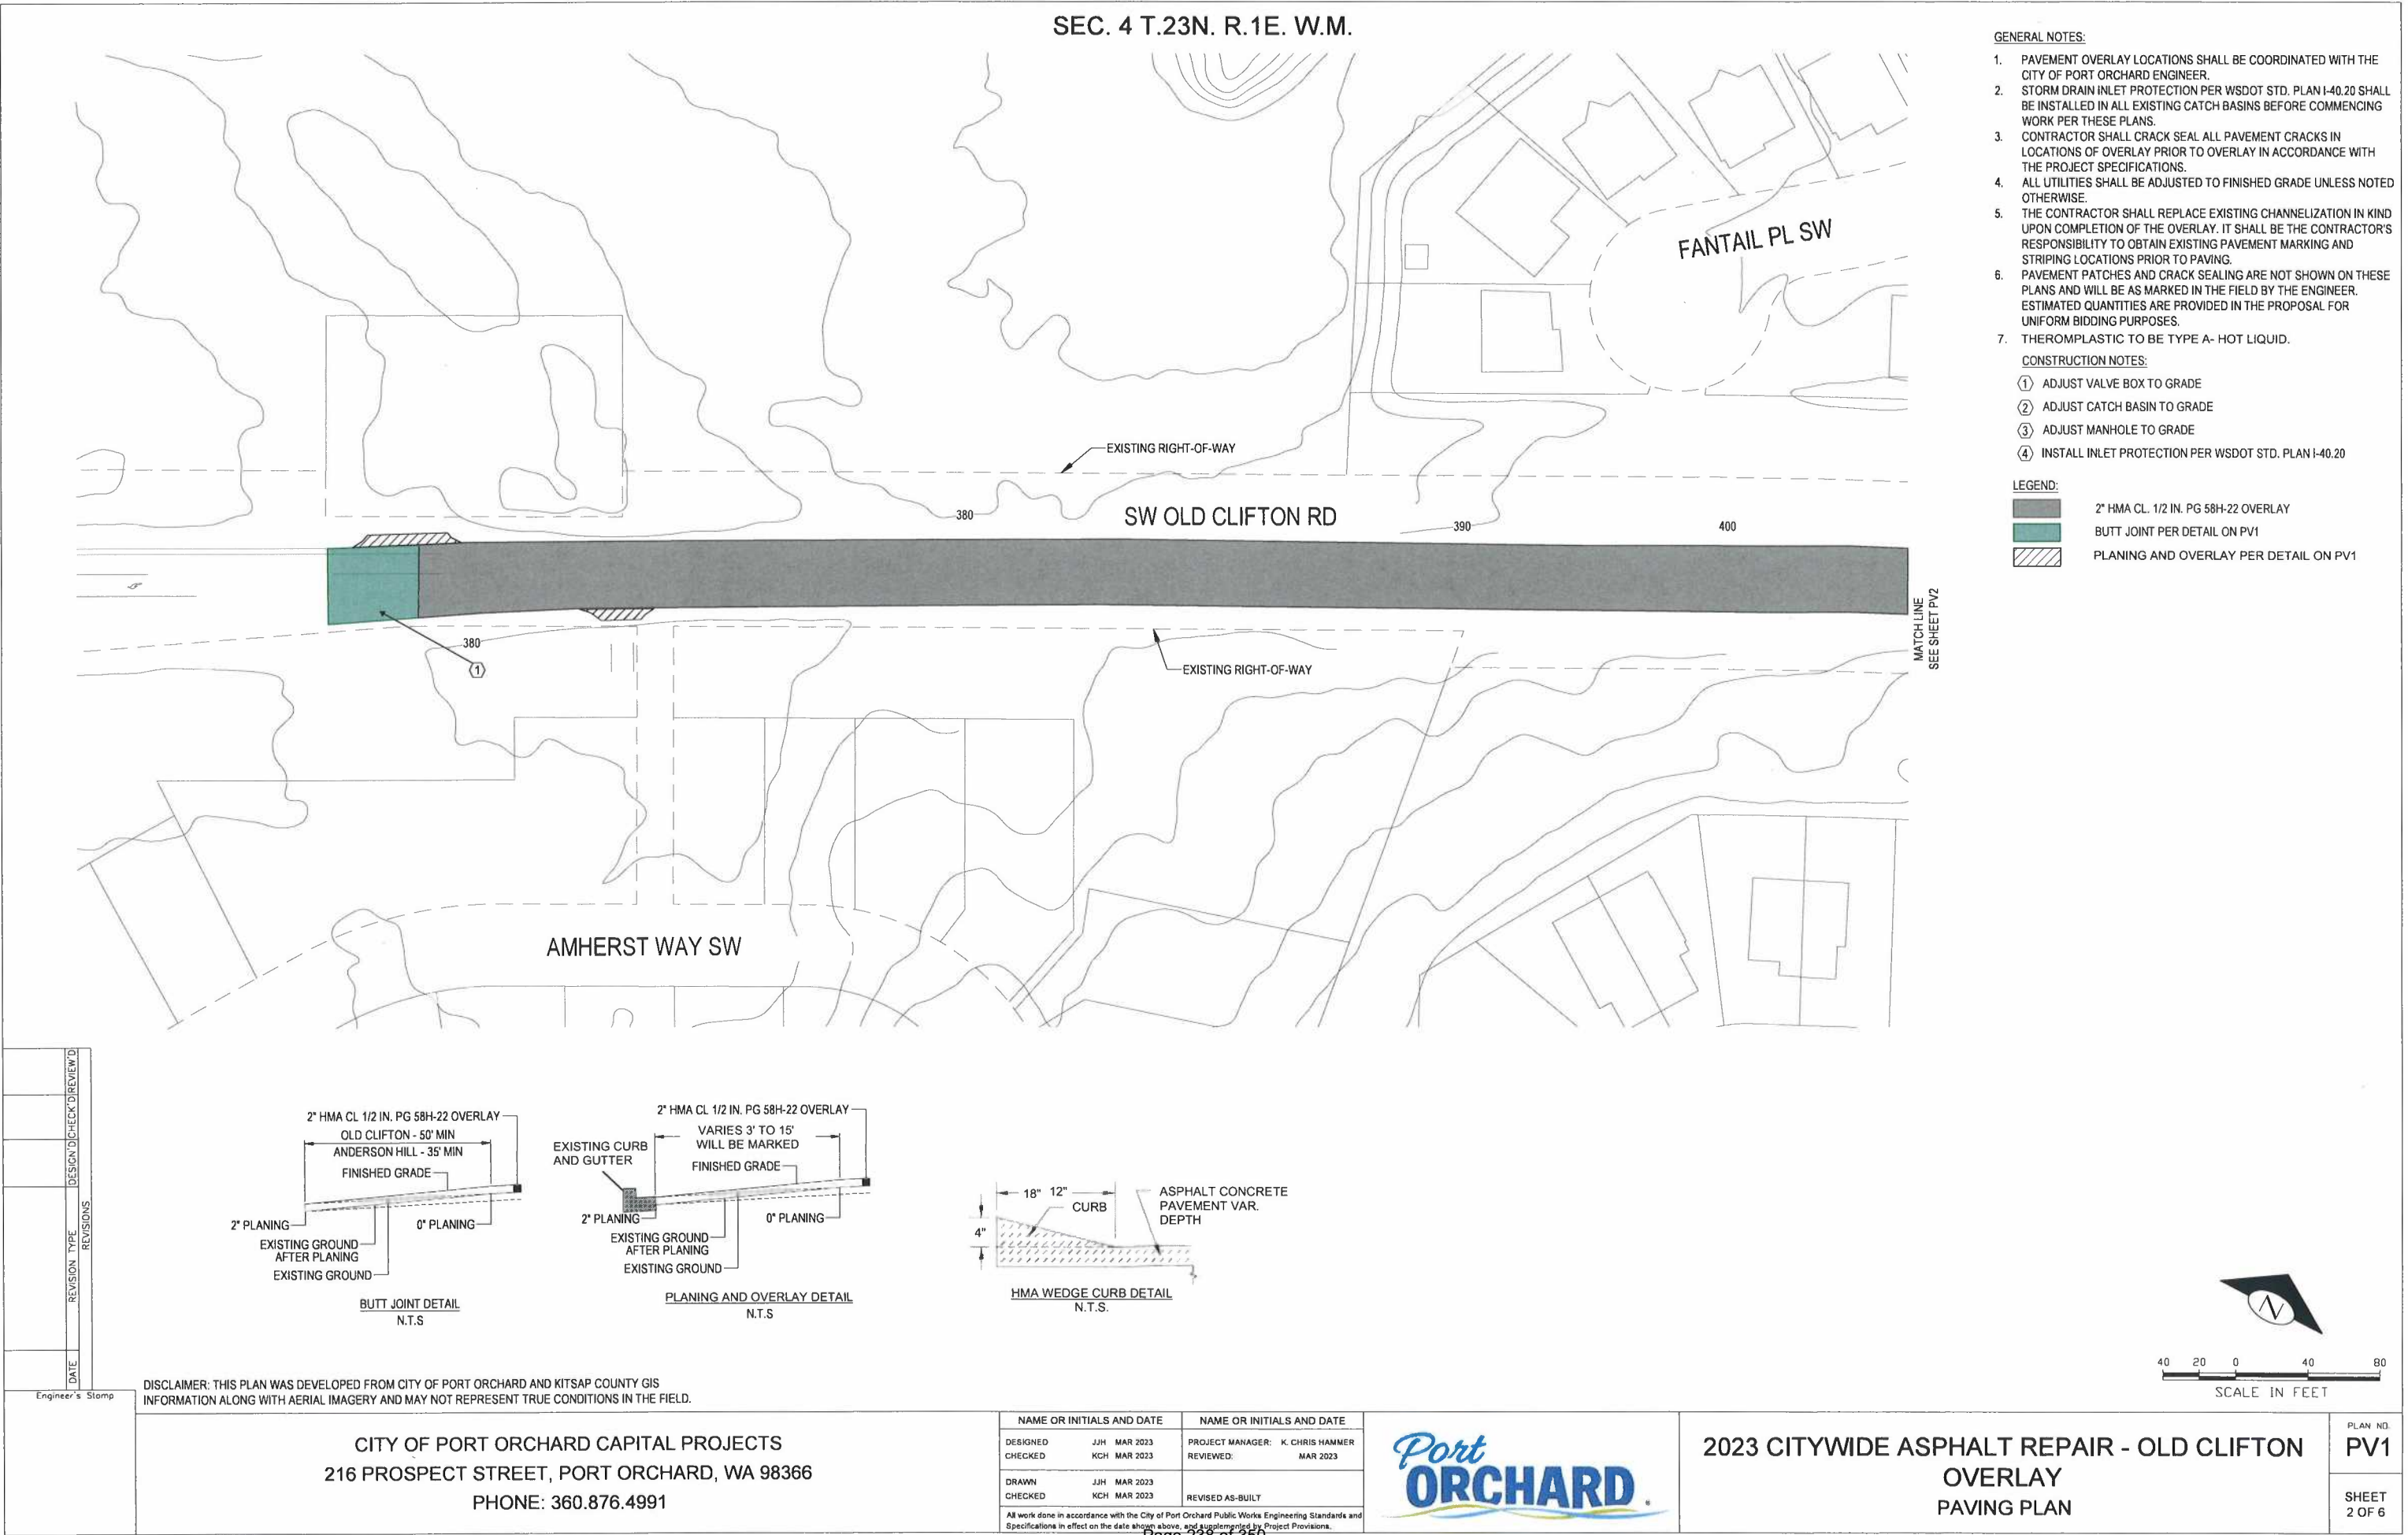 SEC. 4 T.23N. R.1E. W.M.
GENERAL NOTES:
1. PAVEMENT OVERLAY LOCATIONS SHALL BE COORDINATED WITH THE
CITY OF PORT ORCHARD ENGINEER.
2. STORM DRAIN INLET PROTECTION PER WSDOT STD. PLAN I-40.20 SHALL
BE INSTALLED IN ALL EXISTING CATCH BASINS BEFORE COMMENCING
WORK PER THESE PLANS.
3. CONTRACTOR SHALL CRACK SEAL ALL PAVEMENT CRACKS IN
LOCATIONS OF OVERLAY PRIOR TO OVERLAY IN ACCORDANCE WITH
THE PROJECT SPECIFICATIONS.
4. ALL UTILITIES SHALL BE ADJUSTED TO FINISHED GRADE UNLESS NOTED
OTHERWISE.
5. THE CONTRACTOR SHALL REPLACE EXISTING CHANNELIZATION IN KIND
UPON COMPLETION OF THE OVERLAY. IT SHALL BE THE CONTRACTOR'S
RESPONSIBILITY TO OBTAIN EXISTING PAVEMENT MARKING AND
STRIPING LOCATIONS PRIOR TO PAVING.
6. PAVEMENT PATCHES AND CRACK SEALING ARE NOT SHOWN ON THESE
PLANS AND WILL BE AS MARKED IN THE FIELD BY THE ENGINEER.
ESTIMATED QUANTITIES ARE PROVIDED IN THE PROPOSAL FOR
UNIFORM BIDDING PURPOSES.
7. THEROMPLASTIC TO BE TYPE A- HOT LIQUID.
CONSTRUCTION NOTES:
1 ADJUST VALVE BOX TO GRADE
2 ADJUST CATCH BASIN TO GRADE
3 ADJUST MANHOLE TO GRADE
4 INSTALL INLET PROTECTION PER WSDOT STD. PLAN I-40.20
LEGEND:
2" HMA CL. 1/2 IN. PG 58H-22 OVERLAY
BUTT JOINT PER DETAIL ON PV1
PLANING AND OVERLAY PER DETAIL ON PV1
FANTAIL PL SW
EXISTING RIGHT-OF-WAY
380
SW OLD CLIFTON RD
390
400
MATCH LINE
SEE SHEET PV2
380
1
EXISTING RIGHT-OF-WAY
AMHERST WAY SW
2" HMA CL 1/2 IN. PG 58H-22 OVERLAY
OLD CLIFTON - 50' MIN
ANDERSON HILL - 35' MIN
FINISHED GRADE
2" PLANING
0" PLANING
EXISTING GROUND
AFTER PLANING
EXISTING GROUND
BUTT JOINT DETAIL
N.T.S
2" HMA CL 1/2 IN. PG 58H-22 OVERLAY
VARIES 3' TO 15'
WILL BE MARKED
EXISTING CURB
AND GUTTER
FINISHED GRADE
2" PLANING
0" PLANING
EXISTING GROUND
AFTER PLANING
EXISTING GROUND
PLANING AND OVERLAY DETAIL
N.T.S
18" 12"
CURB
4"
ASPHALT CONCRETE
PAVEMENT VAR.
DEPTH
HMA WEDGE CURB DETAIL
N.T.S.
N
40 20 0 40 80
SCALE IN FEET
REVIEW'D
CHECK'D
DESIGN'D
REVISION TYPE
DATE
REVISIONS
Engineer's Stamp
DISCLAIMER: THIS PLAN WAS DEVELOPED FROM CITY OF PORT ORCHARD AND KITSAP COUNTY GIS
INFORMATION ALONG WITH AERIAL IMAGERY AND MAY NOT REPRESENT TRUE CONDITIONS IN THE FIELD.
CITY OF PORT ORCHARD CAPITAL PROJECTS
216 PROSPECT STREET, PORT ORCHARD, WA 98366
PHONE: 360.876.4991
NAME OR INITIALS AND DATE
NAME OR INITIALS AND DATE
DESIGNED JJH MAR 2023
CHECKED KCH MAR 2023
PROJECT MANAGER: K. CHRIS HAMMER
REVIEWED: MAR 2023
DRAWN JJH MAR 2023
CHECKED KCH MAR 2023
REVISED AS-BUILT
All work done in accordance with the City of Port Orchard Public Works Engineering Standards and
Specifications in effect on the date shown above, and supplemented by Project Provisions.
Page 238 of 350
Port
ORCHARD
2023 CITYWIDE ASPHALT REPAIR - OLD CLIFTON
OVERLAY
PAVING PLAN
PLAN NO.
PV1
SHEET
2 OF 6